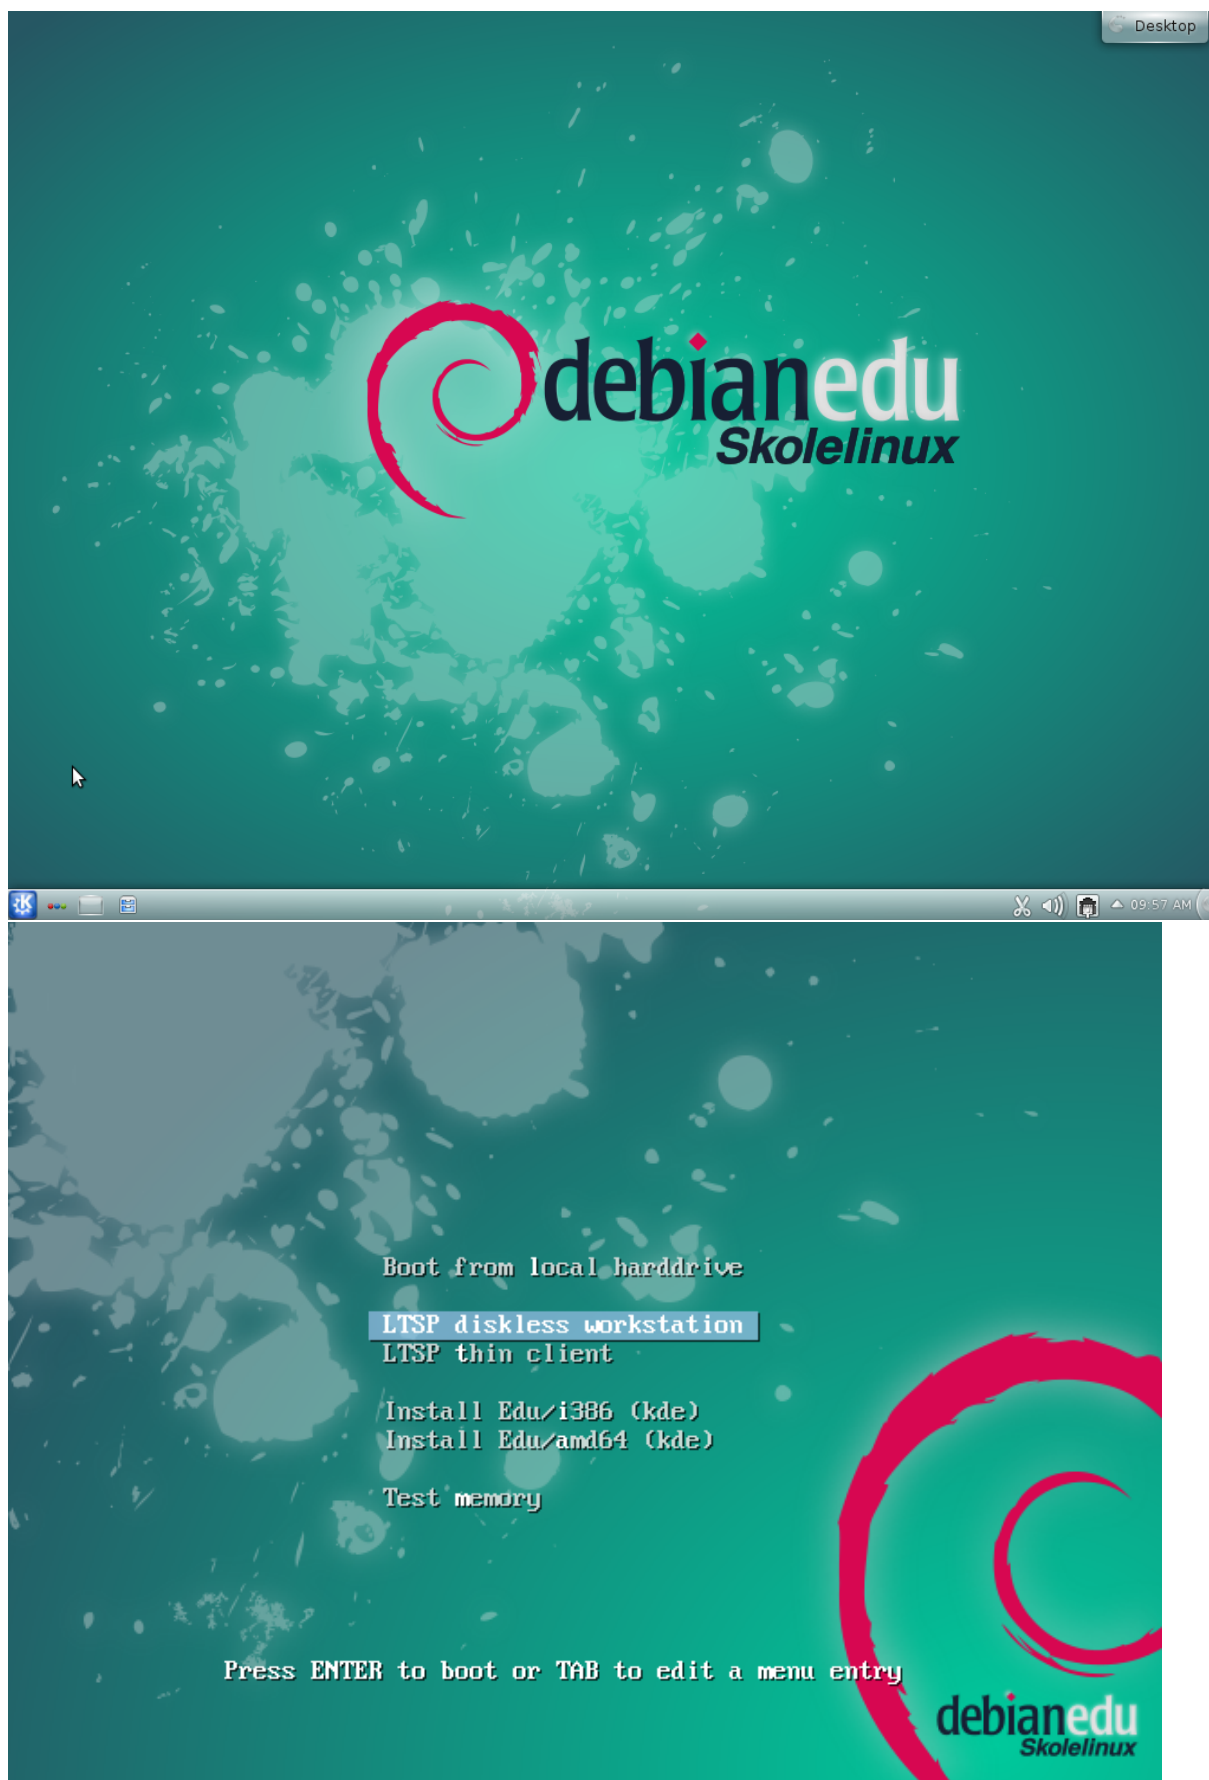 Desktop
debianedu
Skolelinux
09:57 AM
Boot from local harddrive
LTSP diskless workstation
LTSP thin client
Install Edu/i386 (kde)
Install Edu/amd64 (kde)
Test memory
Press ENTER to boot or TAB to edit a menu entry
debianedu
Skolelinux